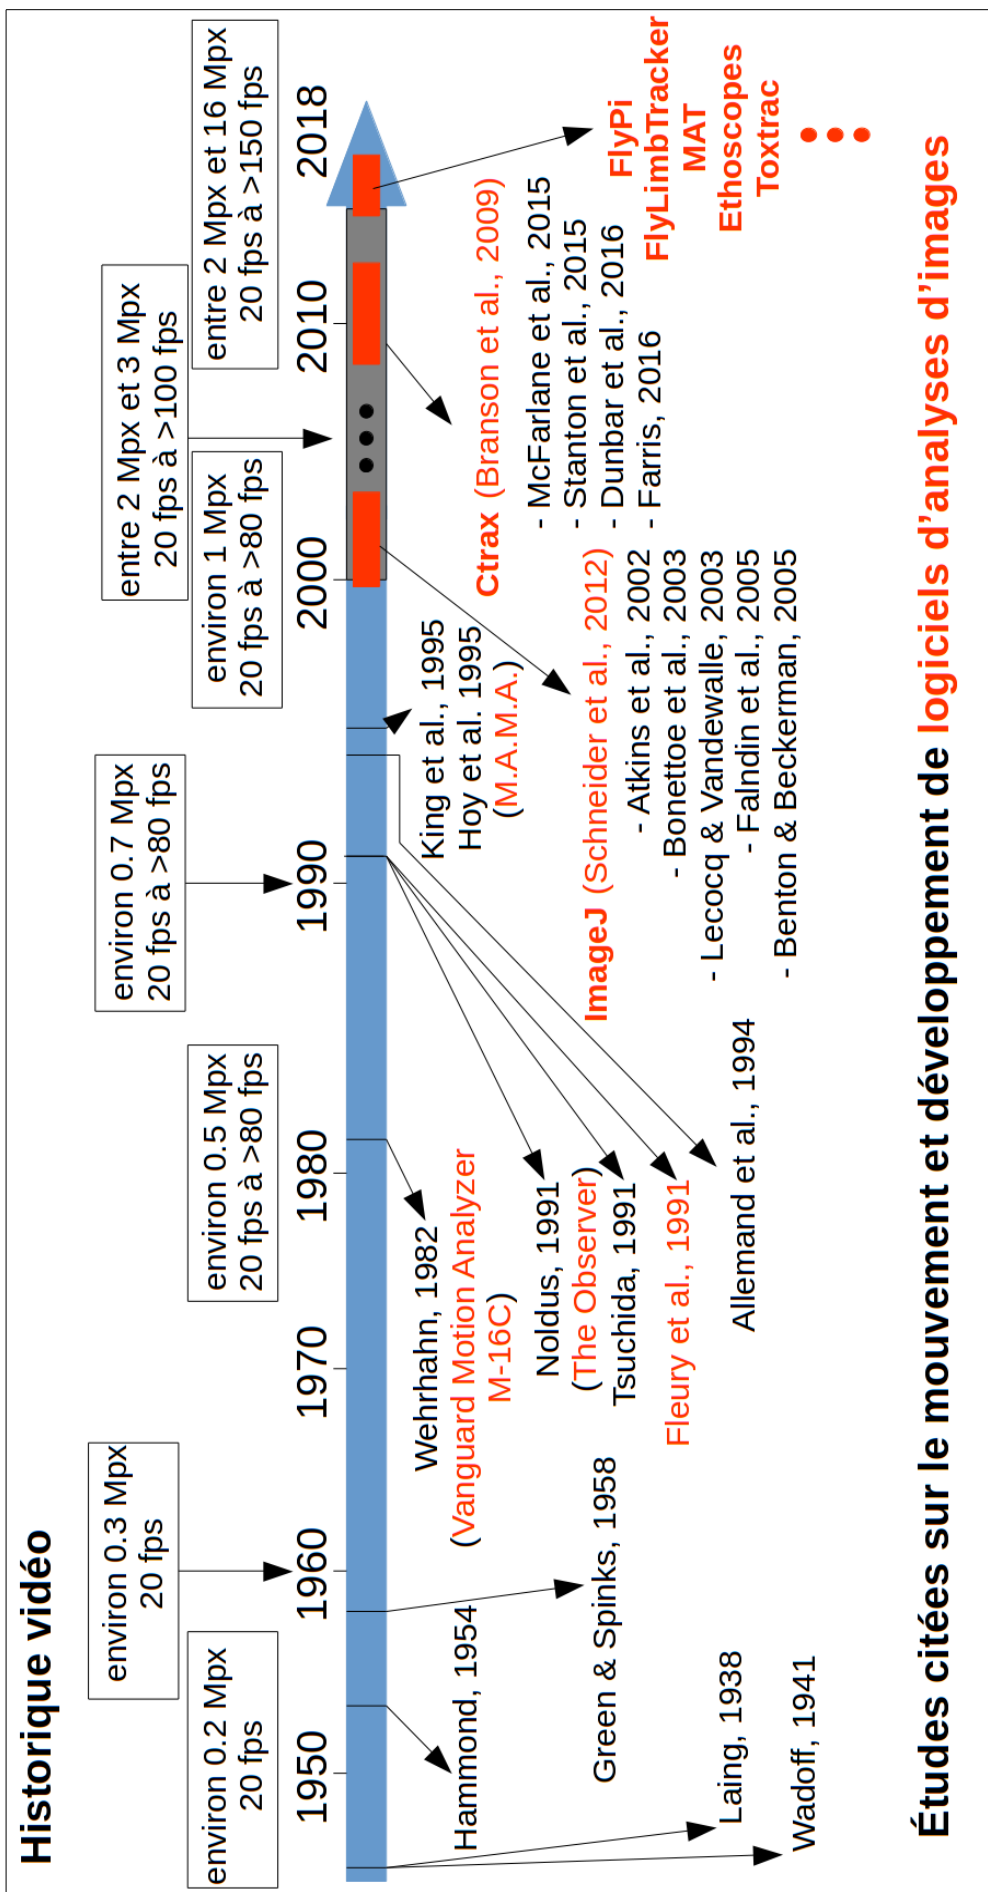 Historique vidéo
environ 0.2 Mpx
20 fps
environ 0.3 Mpx
20 fps
environ 0.5 Mpx
20 fps à >80 fps
environ 0.7 Mpx
20 fps à >80 fps
environ 1 Mpx
20 fps à >80 fps
entre 2 Mpx et 3 Mpx
20 fps à >100 fps
entre 2 Mpx et 16 Mpx
20 fps à >150 fps
1950
1960
1970
1980
1990
2000
2010
2018
Laing, 1938
Wadoff, 1941
Hammond, 1954
Green & Spinks, 1958
Wehrhahn, 1982
(Vanguard Motion Analyzer
M-16C)
Noldus, 1991
(The Observer)
Tsuchida, 1991
Fleury et al., 1991
Allemand et al., 1994
King et al., 1995
Hoy et al. 1995
(M.A.M.A.)
ImageJ (Schneider et al., 2012)
- Atkins et al., 2002
- Bonettoe et al., 2003
- Lecocq & Vandewalle, 2003
- Falndin et al., 2005
- Benton & Beckerman, 2005
Ctrax (Branson et al., 2009)
- McFarlane et al., 2015
- Stanton et al., 2015
- Dunbar et al., 2016
- Farris, 2016
FlyPi
FlyLimbTracker
MAT
Ethoscopes
Toxtrac
Études citées sur le mouvement et développement de logiciels d'analyses d'images